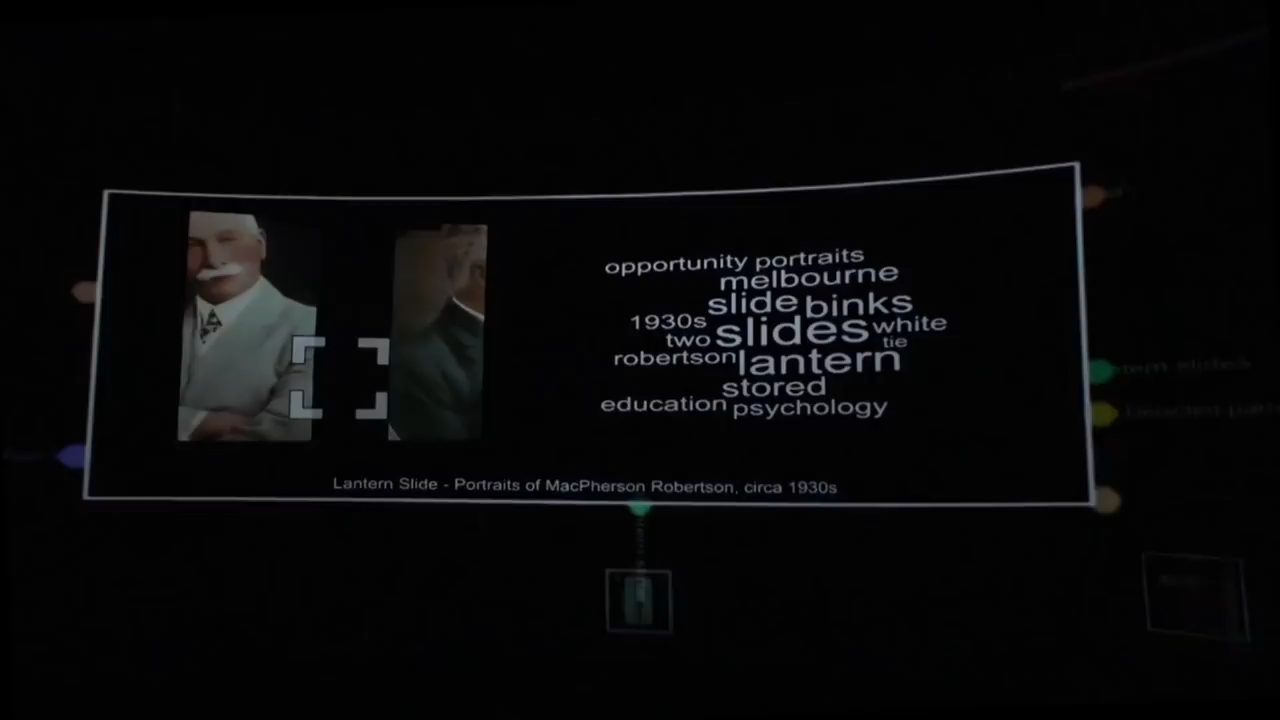 opportunity portraits
melbourne
slide binks
1930s slides white
two tie
robertson lantern
stored
education psychology
Lantern Slide - Portraits of MacPherson Robertson, circa 1930s